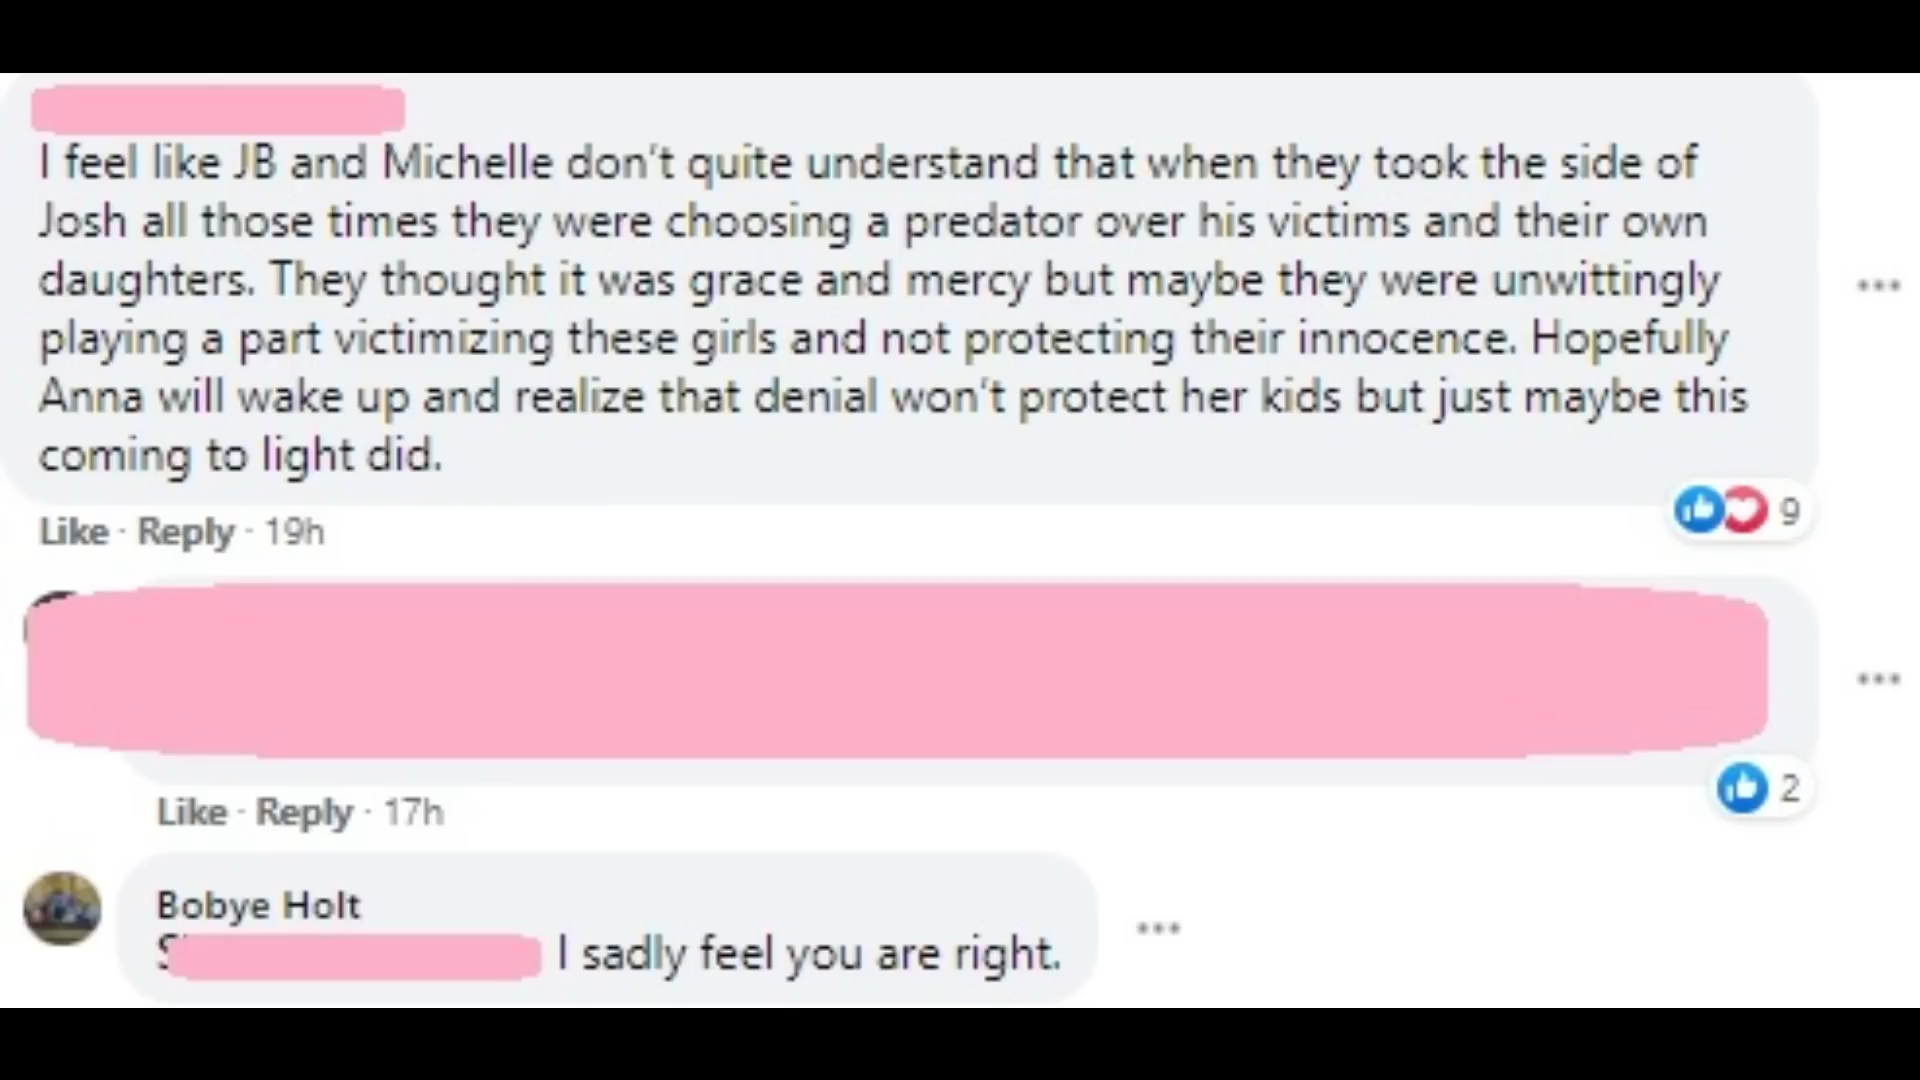 I feel like JB and Michelle don't quite understand that when they took the side of
Josh all those times they were choosing a predator over his victims and their own
daughters. They thought it was grace and mercy but maybe they were unwittingly
playing a part victimizing these girls and not protecting their innocence. Hopefully
Anna will wake up and realize that denial won't protect her kids but just maybe this
coming to light did.
9
Like · Reply · 19h
2
Like · Reply · 17h
Bobye Holt
I sadly feel you are right.